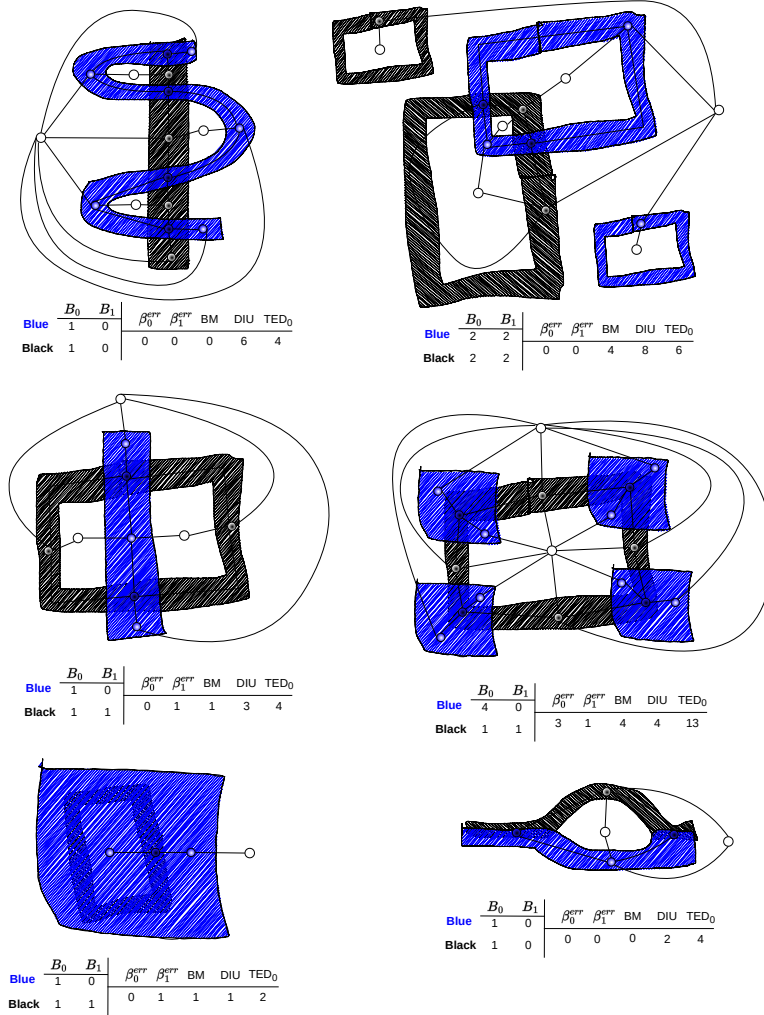 B₀ B₁ β₀ᵉʳʳ β₁ᵉʳʳ BM DIU TED₀
Blue 1 0
0 0 0 6 4
Black 1 0
B₀ B₁ β₀ᵉʳʳ β₁ᵉʳʳ BM DIU TED₀
Blue 2 2
0 0 4 8 6
Black 2 2
B₀ B₁ β₀ᵉʳʳ β₁ᵉʳʳ BM DIU TED₀
Blue 1 0
0 1 1 3 4
Black 1 1
B₀ B₁ β₀ᵉʳʳ β₁ᵉʳʳ BM DIU TED₀
Blue 4 0
3 1 4 4 13
Black 1 1
B₀ B₁ β₀ᵉʳʳ β₁ᵉʳʳ BM DIU TED₀
Blue 1 0
0 1 1 1 2
Black 1 1
B₀ B₁ β₀ᵉʳʳ β₁ᵉʳʳ BM DIU TED₀
Blue 1 0
0 0 0 2 4
Black 1 0